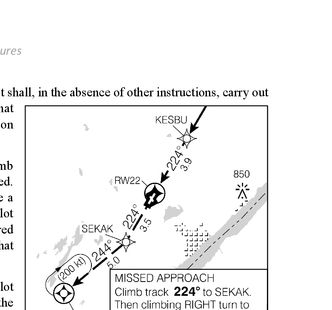 ures
t shall, in the absence of other instructions, carry out
hat
on
KESBU
224°
3.9
mb
ed.
e a
lot
red
hat
RW22
850
224°
3.5
SEKAK
244°
5.0
(200 kt)
lot
the
MISSED APPROACH
Climb track 224° to SEKAK.
Then climbing RIGHT turn to